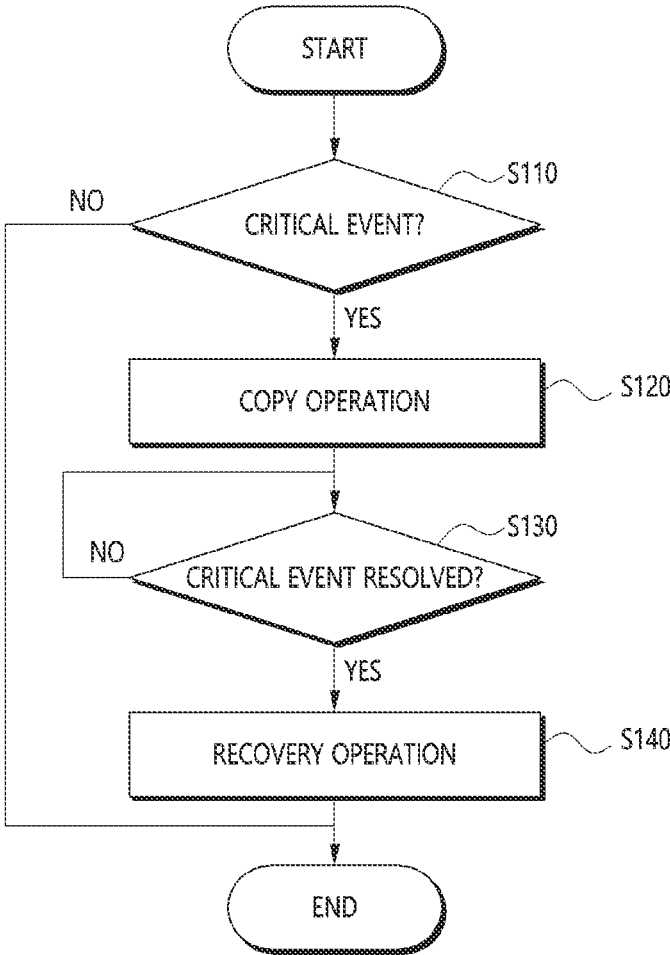 START
S110
NO
CRITICAL EVENT?
YES
COPY OPERATION
S120
S130
NO
CRITICAL EVENT RESOLVED?
YES
RECOVERY OPERATION
S140
END